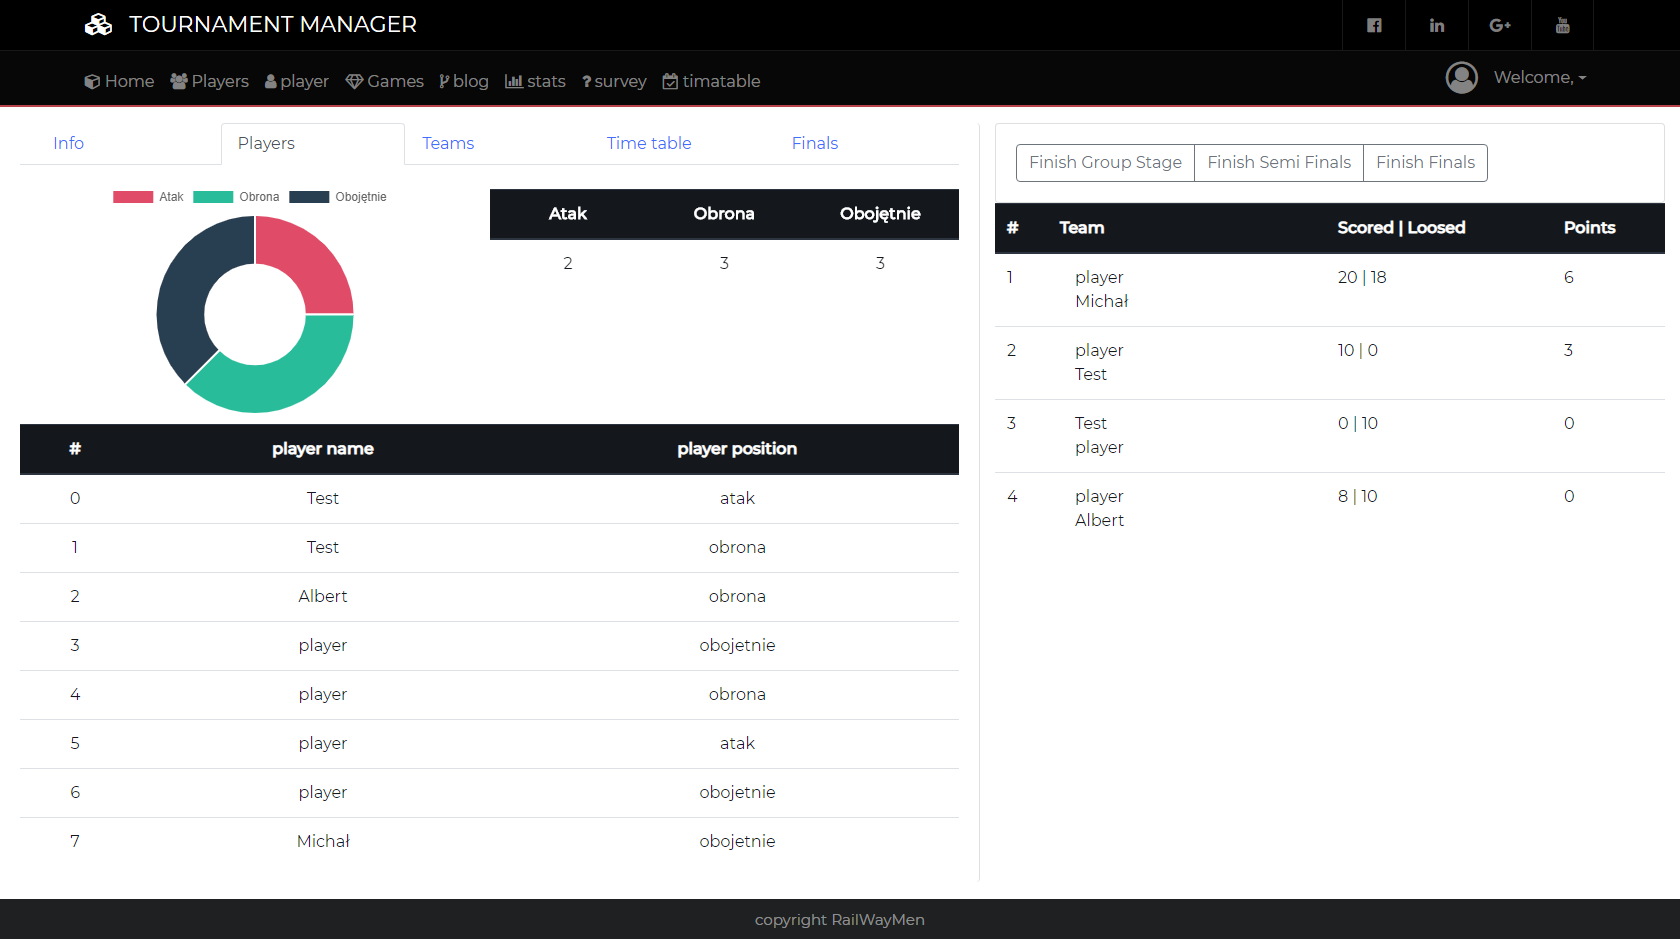 TOURNAMENT MANAGER
Home Players player Games blog stats ? survey timatable Welcome,
Info Players Teams Time table Finals
Atak Obrona Obojętnie
Atak Obrona Obojętnie
2 3 3
# player name player position
0 Test atak
1 Test obrona
2 Albert obrona
3 player obojetnie
4 player obrona
5 player atak
6 player obojetnie
7 Michał obojetnie
Finish Group Stage Finish Semi Finals Finish Finals
# Team Scored | Loosed Points
1 player 20 | 18 6
Michał
2 player 10 | 0 3
Test
3 Test 0 | 10 0
player
4 player 8 | 10 0
Albert
copyright RailWayMen